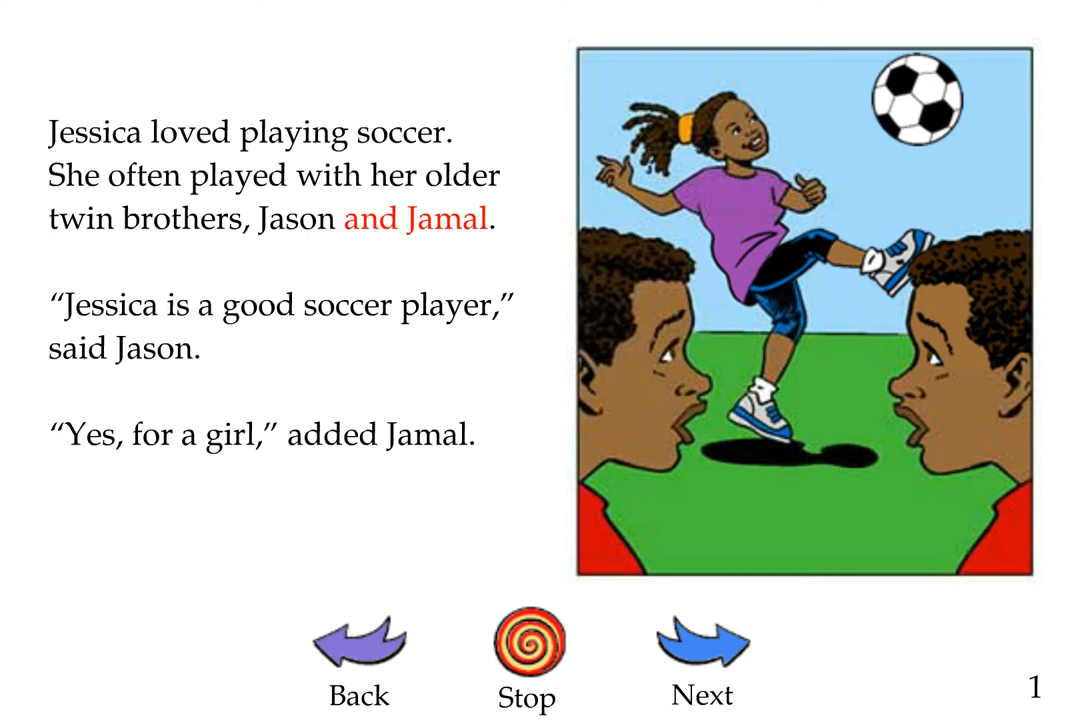 Jessica loved playing soccer.
She often played with her older
twin brothers, Jason and Jamal.
“Jessica is a good soccer player,”
said Jason.
“Yes, for a girl,” added Jamal.
Back
Stop
Next
1